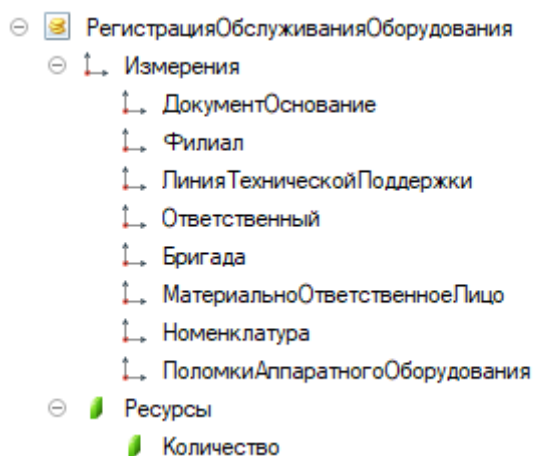 РегистрацияОбслуживанияОборудования
Измерения
ДокументОснование
Филиал
ЛинияТехническойПоддержки
Ответственный
Бригада
МатериальноОтветственноеЛицо
Номенклатура
ПоломкиАппаратногоОборудования
Ресурсы
Количество